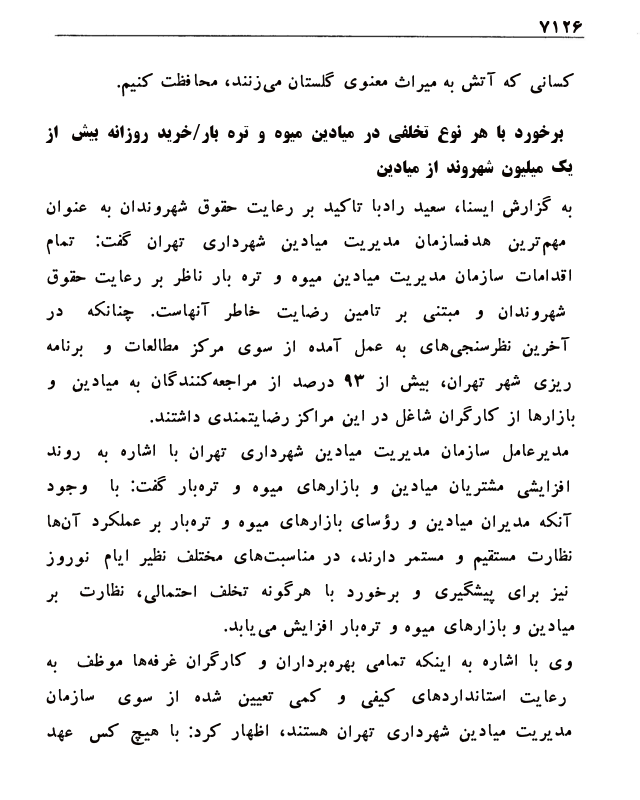 ۷۱۲۶
کسانی که آتش به میراث معنوی گلستان می‌زنند، محافظت کنیم.
برخورد با هر نوع تخلفی در میادین میوه و تره بار/خرید روزانه بیش از
یک میلیون شهروند از میادین
به گزارش ایسنا، سعید رادبا تاکید بر رعایت حقوق شهروندان به عنوان
مهم‌ترین هدفسازمان مدیریت میادین شهرداری تهران گفت: تمام
اقدامات سازمان مدیریت میادین میوه و تره بار ناظر بر رعایت حقوق
شهروندان و مبتنی بر تامین رضایت خاطر آنهاست. چنانکه در
آخرین نظرسنجی‌های به عمل آمده از سوی مرکز مطالعات و برنامه
ریزی شهر تهران، بیش از ۹۳ درصد از مراجعه‌کنندگان به میادین و
بازارها از کارگران شاغل در این مراکز رضایتمندی داشتند.
مدیرعامل سازمان مدیریت میادین شهرداری تهران با اشاره به روند
افزایشی مشتریان میادین و بازارهای میوه و تره‌بار گفت: با وجود
آنکه مدیران میادین و رؤسای بازارهای میوه و تره‌بار بر عملکرد آن‌ها
نظارت مستقیم و مستمر دارند، در مناسبت‌های مختلف نظیر ایام نوروز
نیز برای پیشگیری و برخورد با هرگونه تخلف احتمالی، نظارت بر
میادین و بازارهای میوه و تره‌بار افزایش می‌یابد.
وی با اشاره به اینکه تمامی بهره‌برداران و کارگران غرفه‌ها موظف به
رعایت استانداردهای کیفی و کمی تعیین شده از سوی سازمان
مدیریت میادین شهرداری تهران هستند، اظهار کرد: با هیچ کس عهد